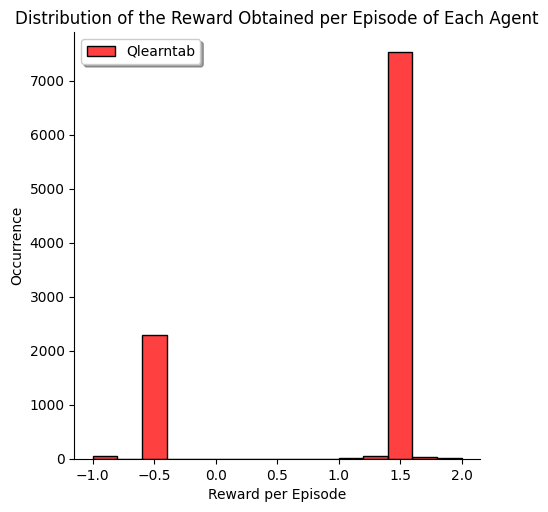 Distribution of the Reward Obtained per Episode of Each Agent
Qlearntab
7000
6000
5000
4000
3000
2000
1000
0
Occurrence
−1.0 −0.5 0.0 0.5 1.0 1.5 2.0
Reward per Episode